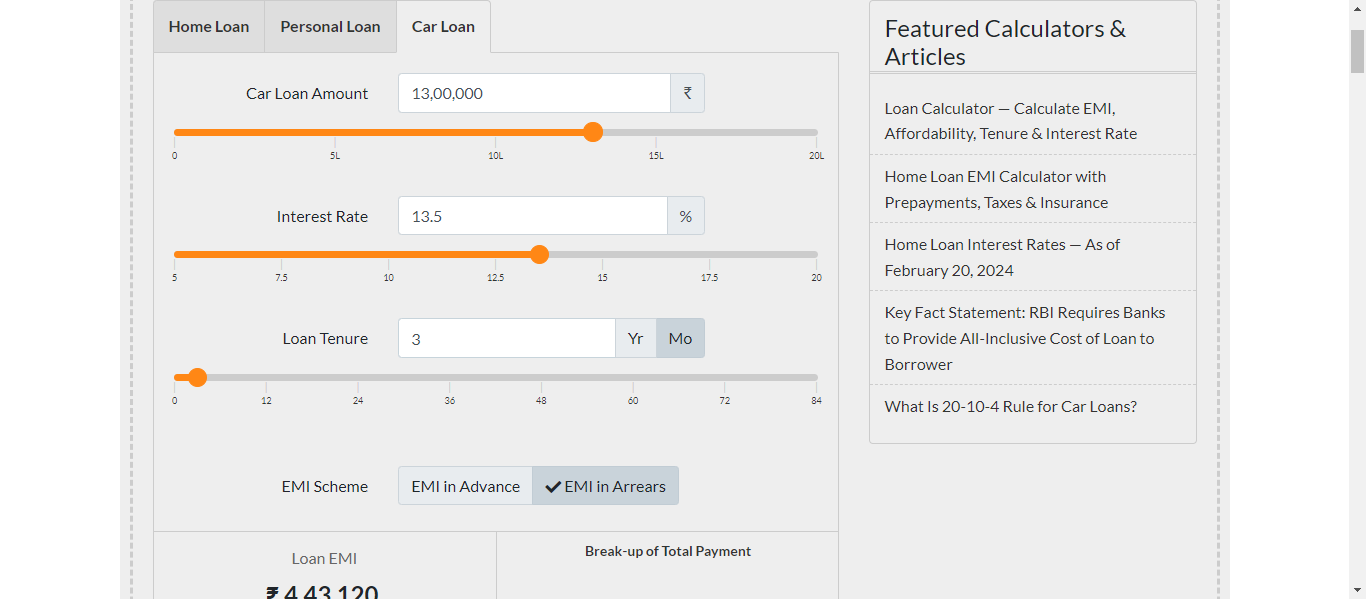 Home Loan
Personal Loan
Car Loan
Car Loan Amount
13,00,000
₹
0
5L
10L
15L
20L
Interest Rate
13.5
%
5
7.5
10
12.5
15
17.5
20
Loan Tenure
3
Yr
Mo
0
12
24
36
48
60
72
84
EMI Scheme
EMI in Advance
EMI in Arrears
Loan EMI
₹ 4,43,120
Break-up of Total Payment
Featured Calculators &
Articles
Loan Calculator — Calculate EMI,
Affordability, Tenure & Interest Rate
Home Loan EMI Calculator with
Prepayments, Taxes & Insurance
Home Loan Interest Rates — As of
February 20, 2024
Key Fact Statement: RBI Requires Banks
to Provide All-Inclusive Cost of Loan to
Borrower
What Is 20-10-4 Rule for Car Loans?